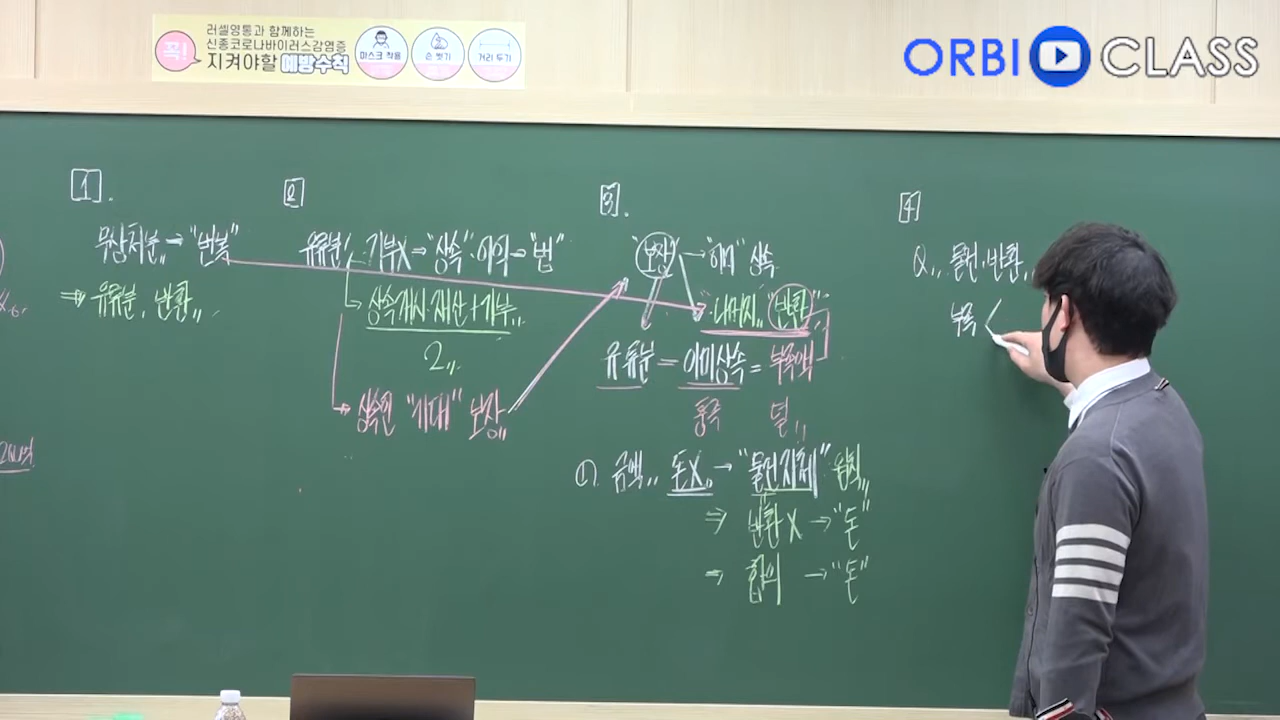 러셀영통과 함께하는
신종코로나바이러스감염증
꼭! 지켜야할 예방수칙
마스크 착용
손 씻기
거리 두기
ORBI CLASS
1.
무상처분,, → "번복"
⇒ 유류분, 반환,,
2
유류분, 기부X → "상속"·이익 → "법"
상속개시·재산+기부,,
2,,
상속인 "기대" 보장,,
3.
"보장" → "이미" 상속
"나머지,, "반환"
유류분 = 이미상속 = 부족액
덜,,
금액,, 돈X → "물건자체" 원칙,,
⇒ 반환X → "돈"
⇒ 합의 → "돈"
4
Q,, 물건·반환,,
부족 <